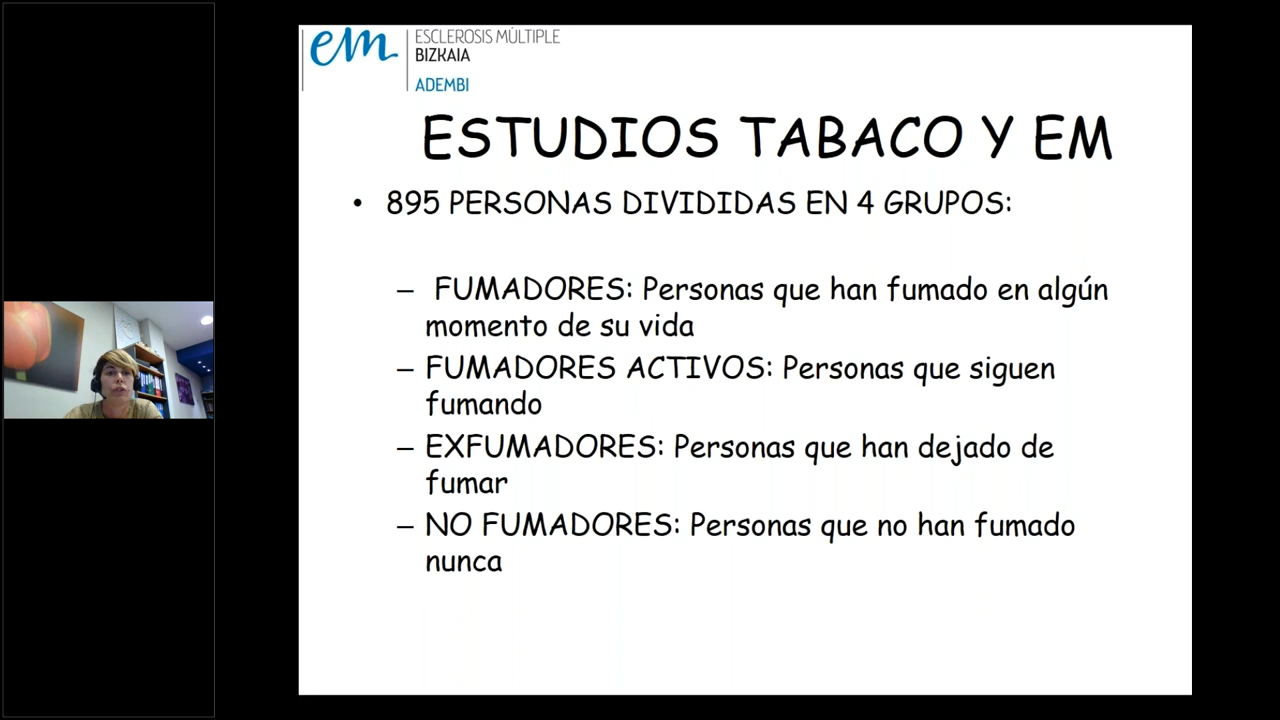 em
ESCLEROSIS MÚLTIPLE
BIZKAIA
ADEMBI
ESTUDIOS TABACO Y EM
• 895 PERSONAS DIVIDIDAS EN 4 GRUPOS:
– FUMADORES: Personas que han fumado en algún
momento de su vida
– FUMADORES ACTIVOS: Personas que siguen
fumando
– EXFUMADORES: Personas que han dejado de
fumar
– NO FUMADORES: Personas que no han fumado
nunca